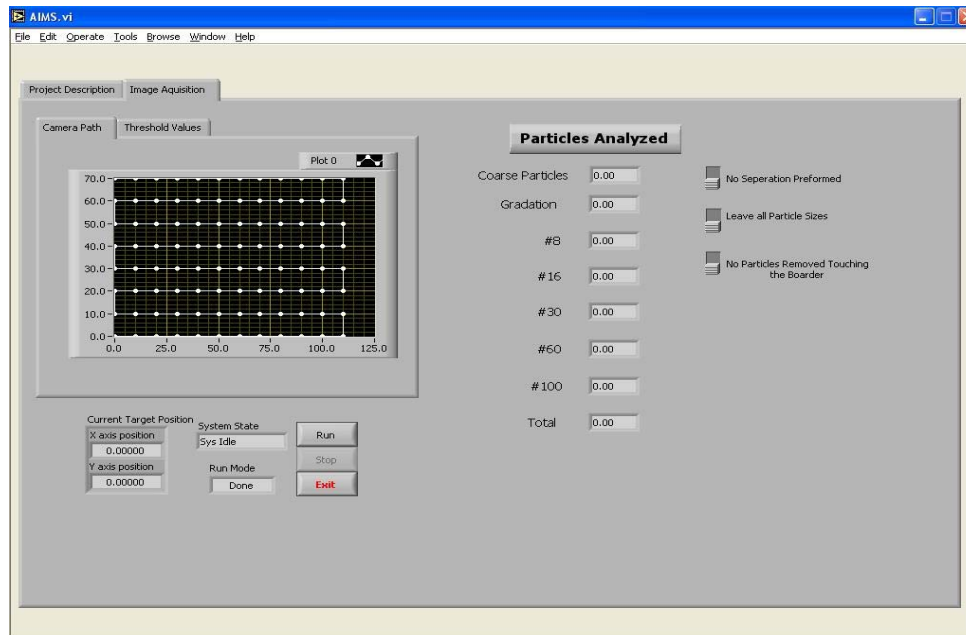 AIMS.vi
File Edit Operate Tools Browse Window Help
Project Description Image Aquisition
Camera Path Threshold Values
Plot 0
70.0
60.0
50.0
40.0
30.0
20.0
10.0
0.0
0.0 25.0 50.0 75.0 100.0 125.0
Current Target Position
X axis position
0.00000
Y axis position
0.00000
System State
Sys Idle
Run Mode
Done
Run
Stop
Exit
Particles Analyzed
Coarse Particles 0.00
Gradation 0.00
#8 0.00
#16 0.00
#30 0.00
#60 0.00
#100 0.00
Total 0.00
No Seperation Preformed
Leave all Particle Sizes
No Particles Removed Touching
the Boarder